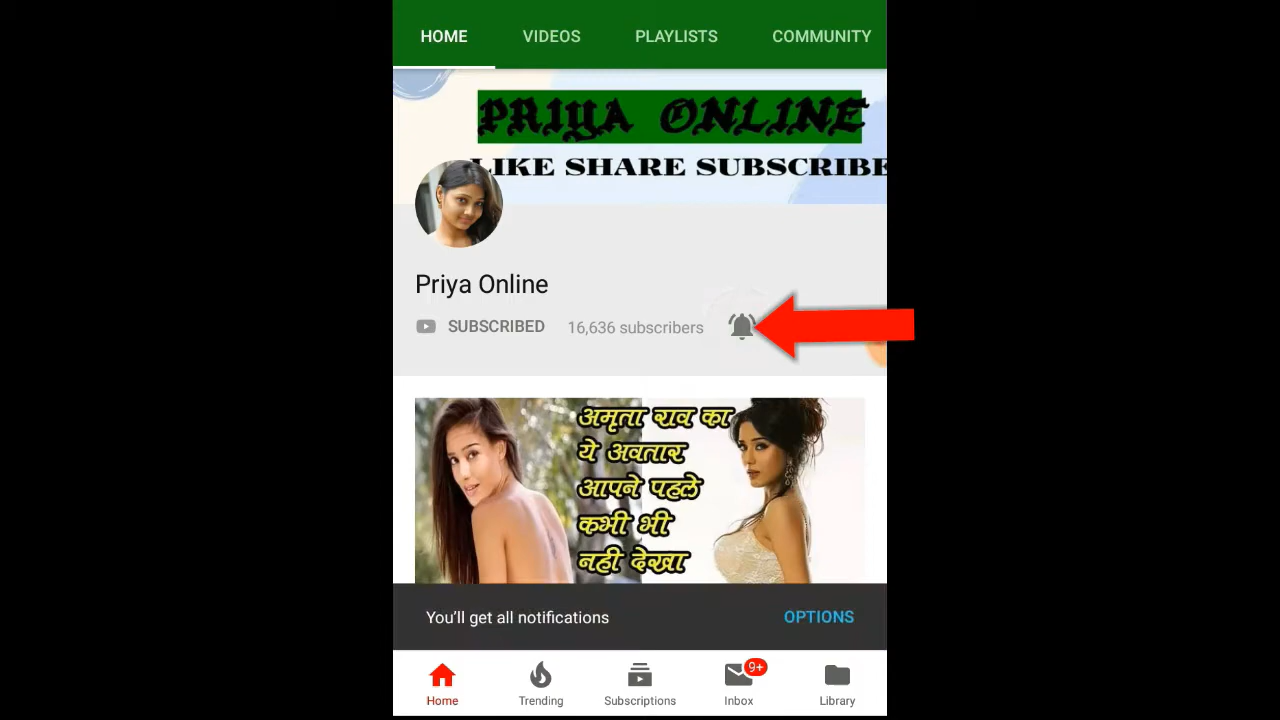 HOME VIDEOS PLAYLISTS COMMUNITY
PRIYA ONLINE
LIKE SHARE SUBSCRIBE
Priya Online
SUBSCRIBED 16,636 subscribers
अमृता राव का
ये अवतार
आपने पहले
कभी भी
नही देखा
You'll get all notifications OPTIONS
9+
Home Trending Subscriptions Inbox Library